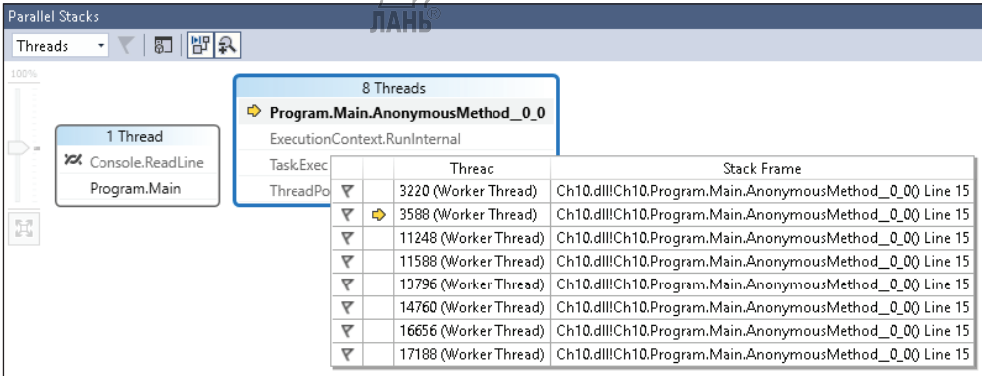 Parallel Stacks
ЛАНЬ®
Threads
100%
8 Threads
Program.Main.AnonymousMethod__0_0
ExecutionContext.RunInternal
Task.Exec
ThreadPo
1 Thread
Console.ReadLine
Program.Main
Threac Stack Frame
3220 (Worker Thread) Ch10.dll!Ch10.Program.Main.AnonymousMethod__0_0() Line 15
3588 (Worker Thread) Ch10.dll!Ch10.Program.Main.AnonymousMethod__0_0() Line 15
11248 (Worker Thread) Ch10.dll!Ch10.Program.Main.AnonymousMethod__0_0() Line 15
11588 (Worker Thread) Ch10.dll!Ch10.Program.Main.AnonymousMethod__0_0() Line 15
13796 (Worker Thread) Ch10.dll!Ch10.Program.Main.AnonymousMethod__0_0() Line 15
14760 (Worker Thread) Ch10.dll!Ch10.Program.Main.AnonymousMethod__0_0() Line 15
16656 (Worker Thread) Ch10.dll!Ch10.Program.Main.AnonymousMethod__0_0() Line 15
17188 (Worker Thread) Ch10.dll!Ch10.Program.Main.AnonymousMethod__0_0() Line 15